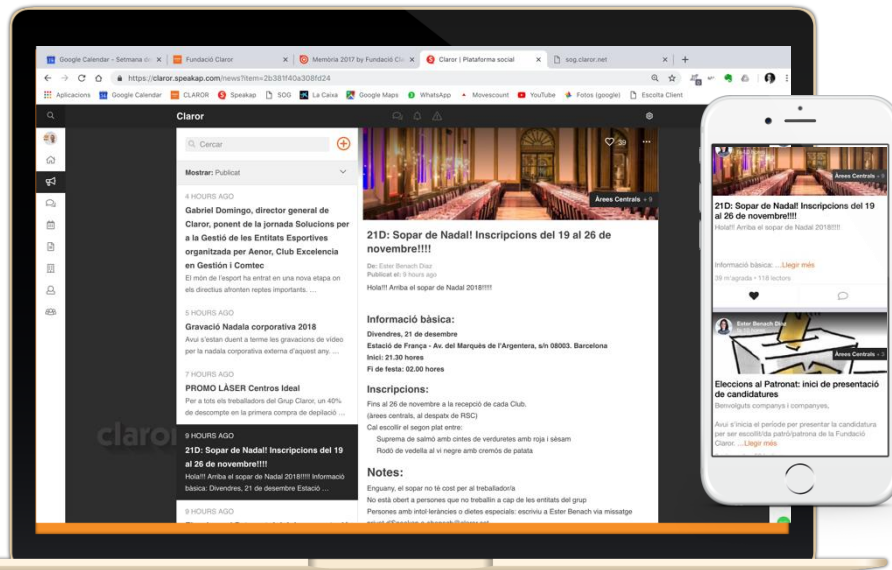 Google Calendar - Setmana de
Fundació Claror
Memòria 2017 by Fundació Cla
Claror | Plataforma social
sog.claror.net
https://claror.speakap.com/news?item=2b381f40a308fd24
Aplicacions Google Calendar CLAROR Speakap SOG La Caixa Google Maps WhatsApp Movescount YouTube Fotos (google) Escolta Client
Claror
Cercar
Mostrar: Publicat
4 HOURS AGO
Gabriel Domingo, director general de
Claror, ponent de la jornada Solucions per
a la Gestió de les Entitats Esportives
organitzada per Aenor, Club Excelencia
en Gestión i Comtec
El món de l'esport ha entrat en una nova etapa on
els directius afronten reptes importants. ...
5 HOURS AGO
Gravació Nadala corporativa 2018
Avui s'estan duent a terme les gravacions de vídeo
per la nadala corporativa externa d'aquest any. ...
7 HOURS AGO
PROMO LÀSER Centros Ideal
Per a tots els treballadors del Grup Claror, un 40%
de descompte en la primera compra de depilació ...
9 HOURS AGO
21D: Sopar de Nadal! Inscripcions del 19
al 26 de novembre!!!!
Hola!!! Arriba el sopar de Nadal 2018!!!!! Informació
bàsica: Divendres, 21 de desembre Estació ...
9 HOURS AGO
claror
39
Àrees Centrals + 9
21D: Sopar de Nadal! Inscripcions del 19 al 26 de
novembre!!!!
De: Ester Benach Diaz
Publicat el: 9 hours ago
Hola!!! Arriba el sopar de Nadal 2018!!!!!
Informació bàsica:
Divendres, 21 de desembre
Estació de França - Av. del Marquès de l'Argentera, s/n 08003. Barcelona
Inici: 21.30 hores
Fi de festa: 02.00 hores
Inscripcions:
Fins al 26 de novembre a la recepció de cada Club.
(àrees centrals, al despatx de RSC)
Cal escollir el segon plat entre:
Suprema de salmó amb cintes de verduretes amb roja i sèsam
Rodó de vedella al vi negre amb cremós de patata
Notes:
Enguany, el sopar no té cost per al treballador/a
No està obert a persones que no treballin a cap de les entitats del grup
Persones amb intol·leràncies o dietes especials: escriviu a Ester Benach via missatge
Àrees Centrals + 9
21D: Sopar de Nadal! Inscripcions del 19
al 26 de novembre!!!!
Hola!!! Arriba el sopar de Nadal 2018!!!!!
Informació bàsica: ...Llegir més
39 m'agrada • 118 lectors
Ester Benach Diaz
Àrees Centrals + 3
Eleccions al Patronat: inici de presentació
de candidatures
Benvolguts companys i companyes,
Avui s'inicia el període per presentar la candidatura
per ser escollit/da patró/patrona de la Fundació
Claror. ...Llegir més